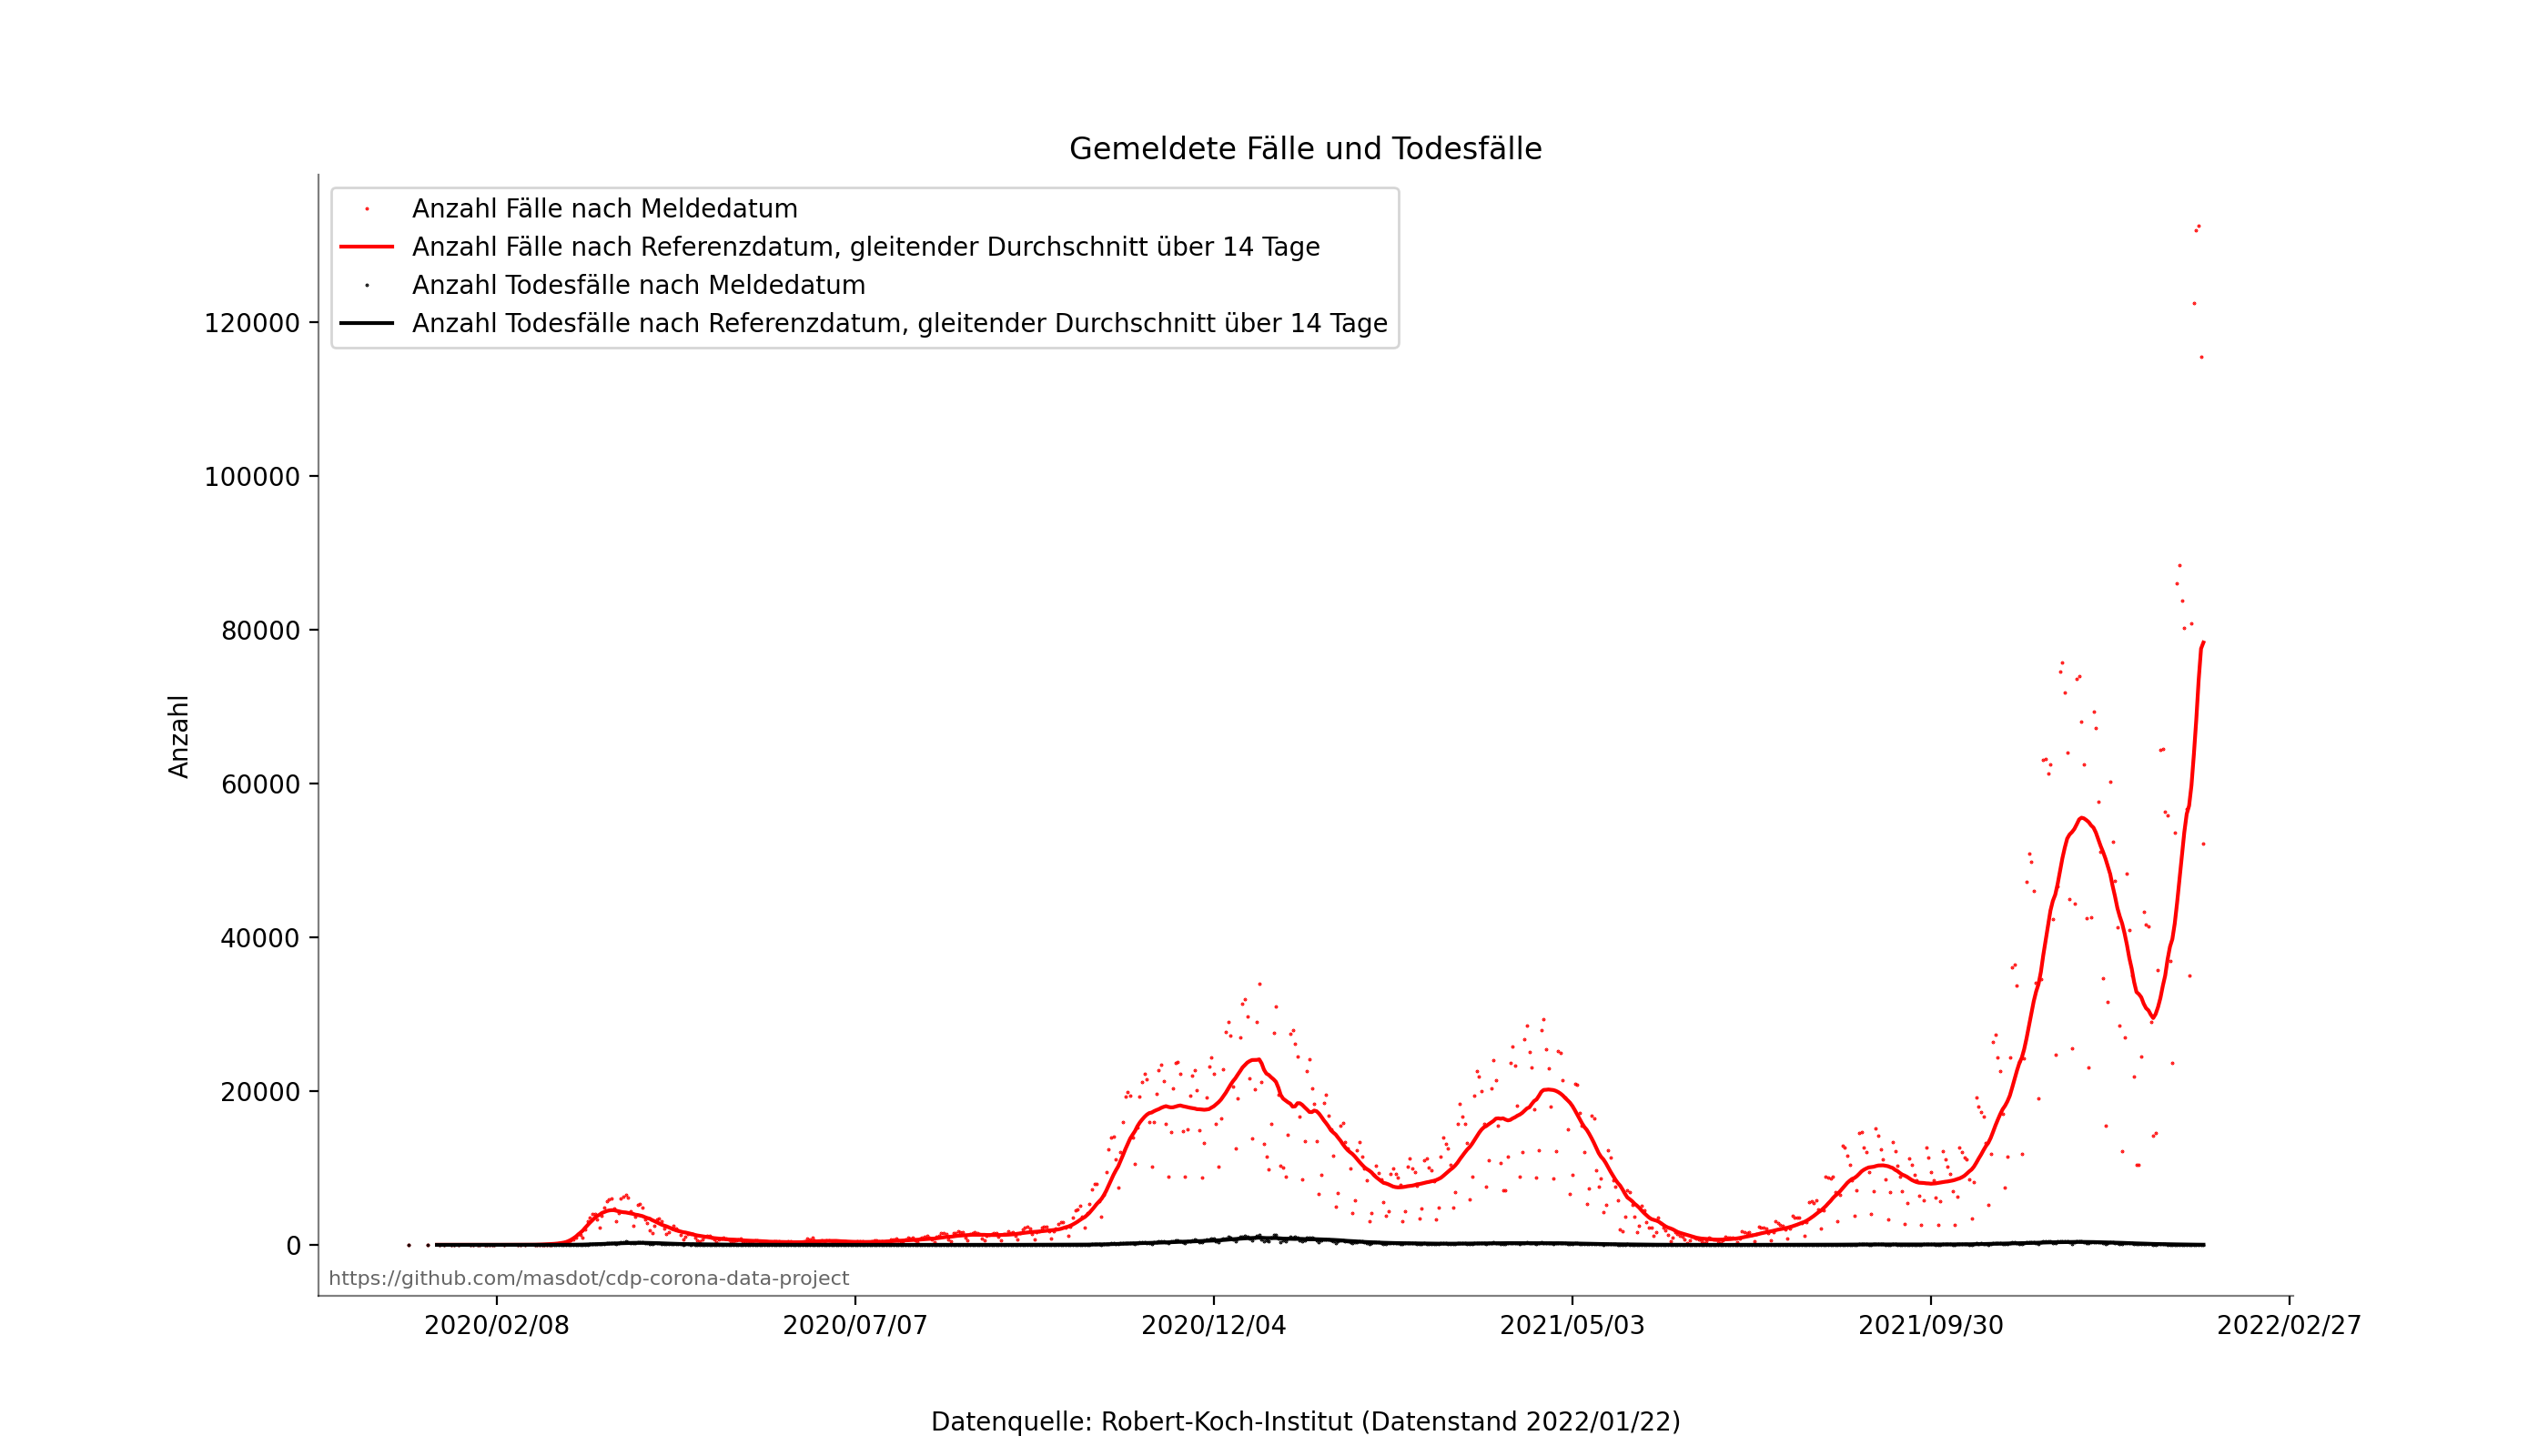 Gemeldete Fälle und Todesfälle
Anzahl Fälle nach Meldedatum
Anzahl Fälle nach Referenzdatum, gleitender Durchschnitt über 14 Tage
Anzahl Todesfälle nach Meldedatum
Anzahl Todesfälle nach Referenzdatum, gleitender Durchschnitt über 14 Tage
120000
100000
80000
60000
40000
20000
0
Anzahl
https://github.com/masdot/cdp-corona-data-project
2020/02/08 2020/07/07 2020/12/04 2021/05/03 2021/09/30 2022/02/27
Datenquelle: Robert-Koch-Institut (Datenstand 2022/01/22)